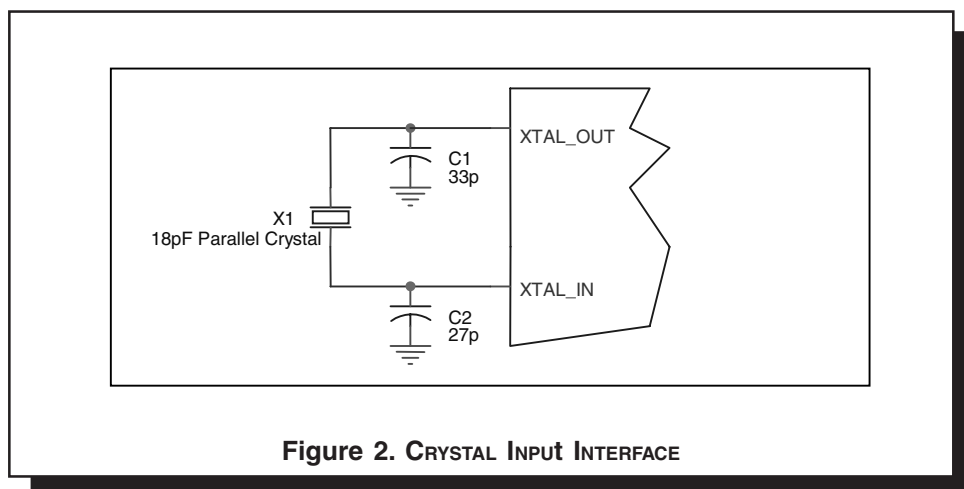 XTAL_OUT
C1
33p
X1
18pF Parallel Crystal
XTAL_IN
C2
27p
Figure 2. CRYSTAL INPUT INTERFACE